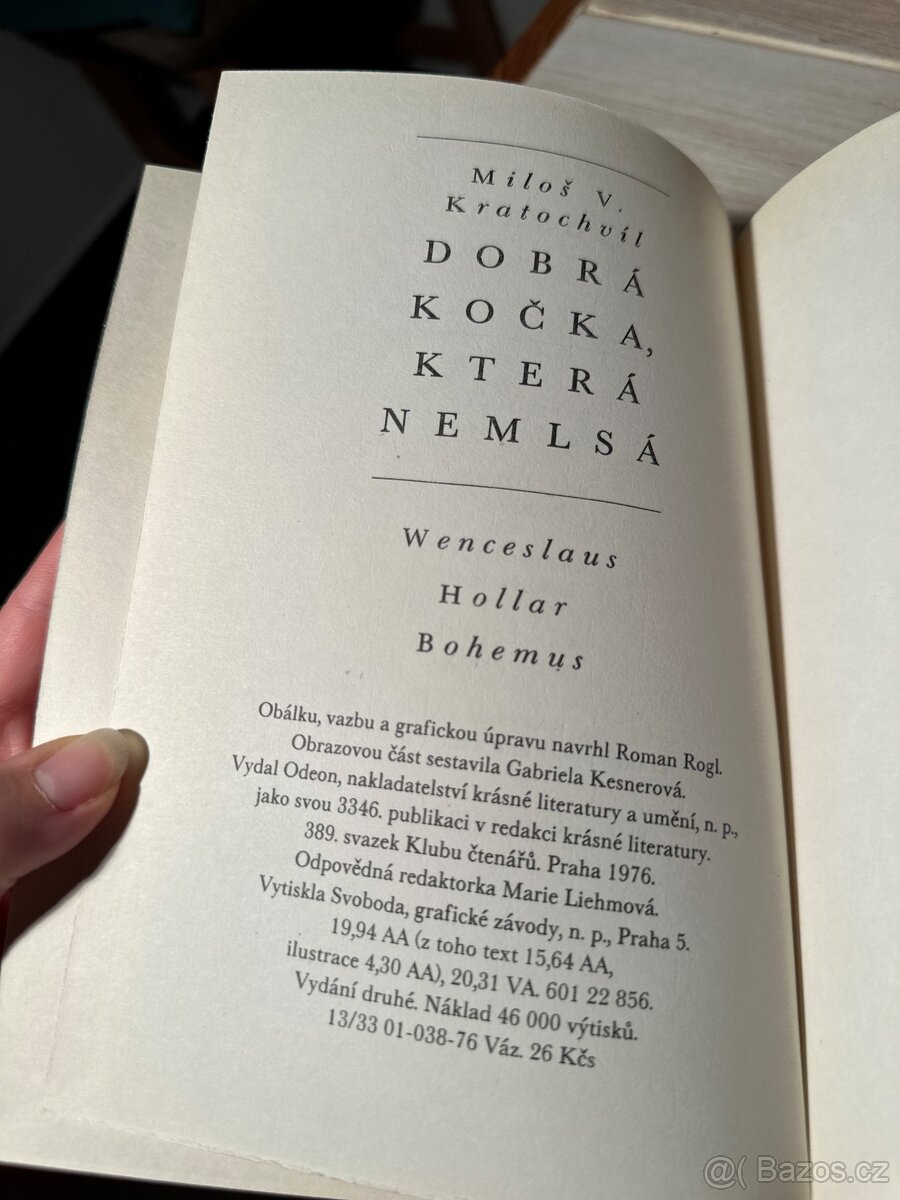 Miloš V.
Kratochvíl
DOBRÁ
KOČKA,
KTERÁ
NEMLSÁ
Wenceslaus
Hollar
Bohemus
Obálku, vazbu a grafickou úpravu navrhl Roman Rogl.
Obrazovou část sestavila Gabriela Kesnerová.
Vydal Odeon, nakladatelství krásné literatury a umění, n. p.,
jako svou 3346. publikaci v redakci krásné literatury.
389. svazek Klubu čtenářů. Praha 1976.
Odpovědná redaktorka Marie Liehmová.
Vytiskla Svoboda, grafické závody, n. p., Praha 5.
19,94 AA (z toho text 15,64 AA,
ilustrace 4,30 AA), 20,31 VA. 601 22 856.
Vydání druhé. Náklad 46 000 výtisků.
13/33 01-038-76 Váz. 26 Kčs
@( Bazos.cz